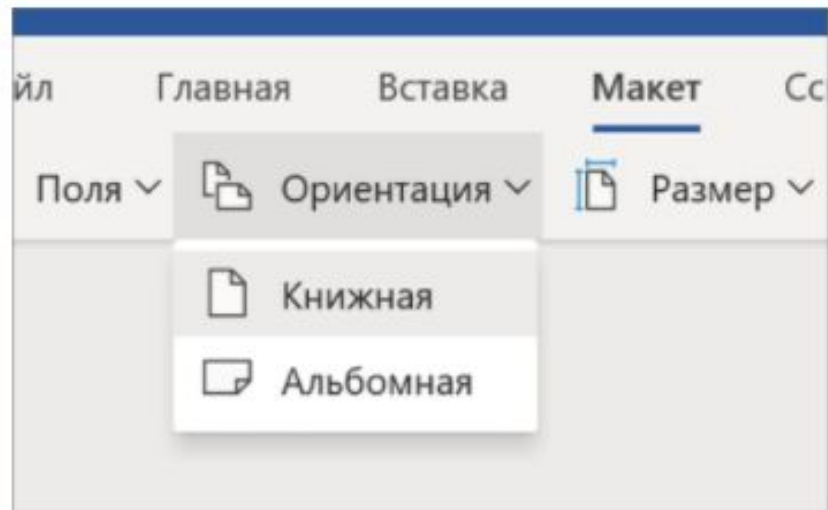 йл Главная Вставка Макет Сс
Поля Ориентация Размер
Книжная
Альбомная